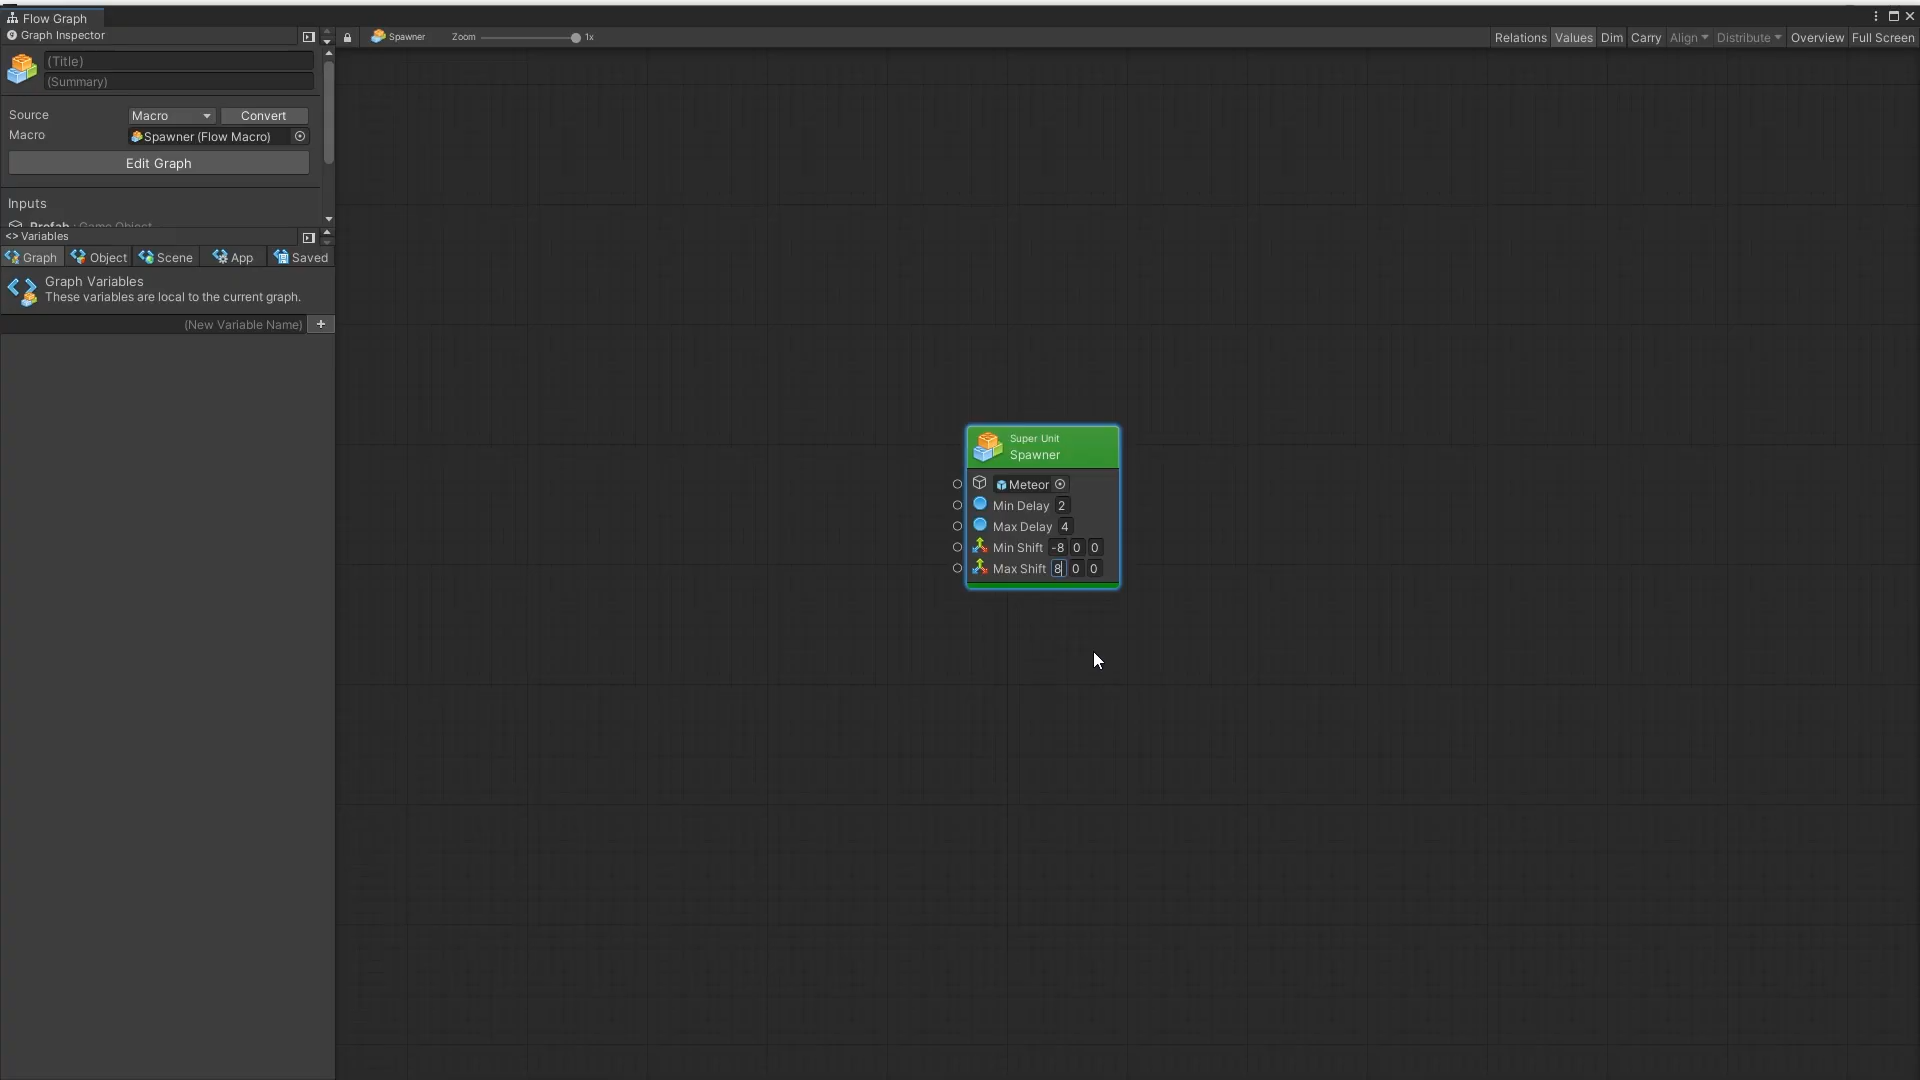 Flow Graph
Graph Inspector
Spawner Zoom 1x
Relations Values Dim Carry Align Distribute Overview Full Screen
(Title)
(Summary)
Source Macro Convert
Macro Spawner (Flow Macro)
Edit Graph
Inputs
Prefab : Game Object
<> Variables
Graph Object Scene App Saved
Graph Variables
These variables are local to the current graph.
(New Variable Name) +
Super Unit
Spawner
Meteor
Min Delay 2
Max Delay 4
Min Shift -8 0 0
Max Shift 8 0 0